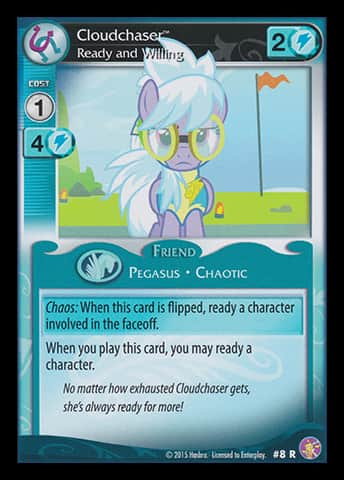 Cloudchaser™
Ready and Willing
2
COST
1
4
FRIEND
PEGASUS • CHAOTIC
Chaos: When this card is flipped, ready a character
involved in the faceoff.
When you play this card, you may ready a
character.
No matter how exhausted Cloudchaser gets,
she's always ready for more!
© 2015 Hasbro. Licensed to Enterplay. #8 R